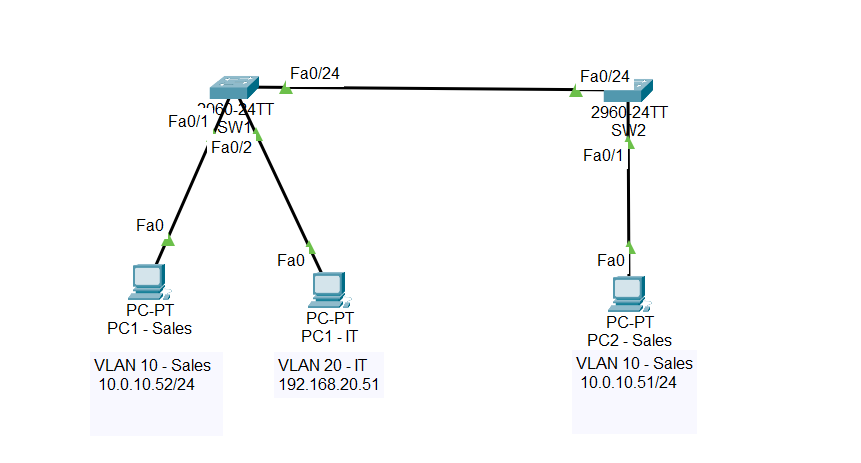 Fa0/24
Fa0/24
2960-24TT
SW1
2960-24TT
SW2
Fa0/1
Fa0/2
Fa0/1
Fa0
Fa0
Fa0
PC-PT
PC1 - Sales
PC-PT
PC1 - IT
PC-PT
PC2 - Sales
VLAN 10 - Sales
10.0.10.52/24
VLAN 20 - IT
192.168.20.51
VLAN 10 - Sales
10.0.10.51/24